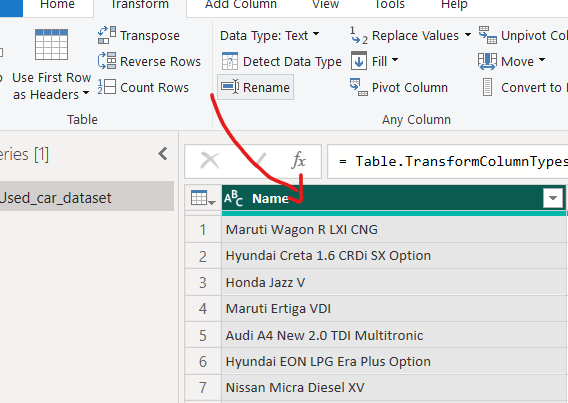 Home Transform Add Column View Tools Help
Transpose
Reverse Rows
Count Rows
Use First Row
as Headers
Table
Data Type: Text
Detect Data Type
Rename
Replace Values
Fill
Pivot Column
Unpivot Col
Move
Convert to
Any Column
eries [1]
Used_car_dataset
fx
= Table.TransformColumnTypes
ABC Name
1 Maruti Wagon R LXI CNG
2 Hyundai Creta 1.6 CRDi SX Option
3 Honda Jazz V
4 Maruti Ertiga VDI
5 Audi A4 New 2.0 TDI Multitronic
6 Hyundai EON LPG Era Plus Option
7 Nissan Micra Diesel XV